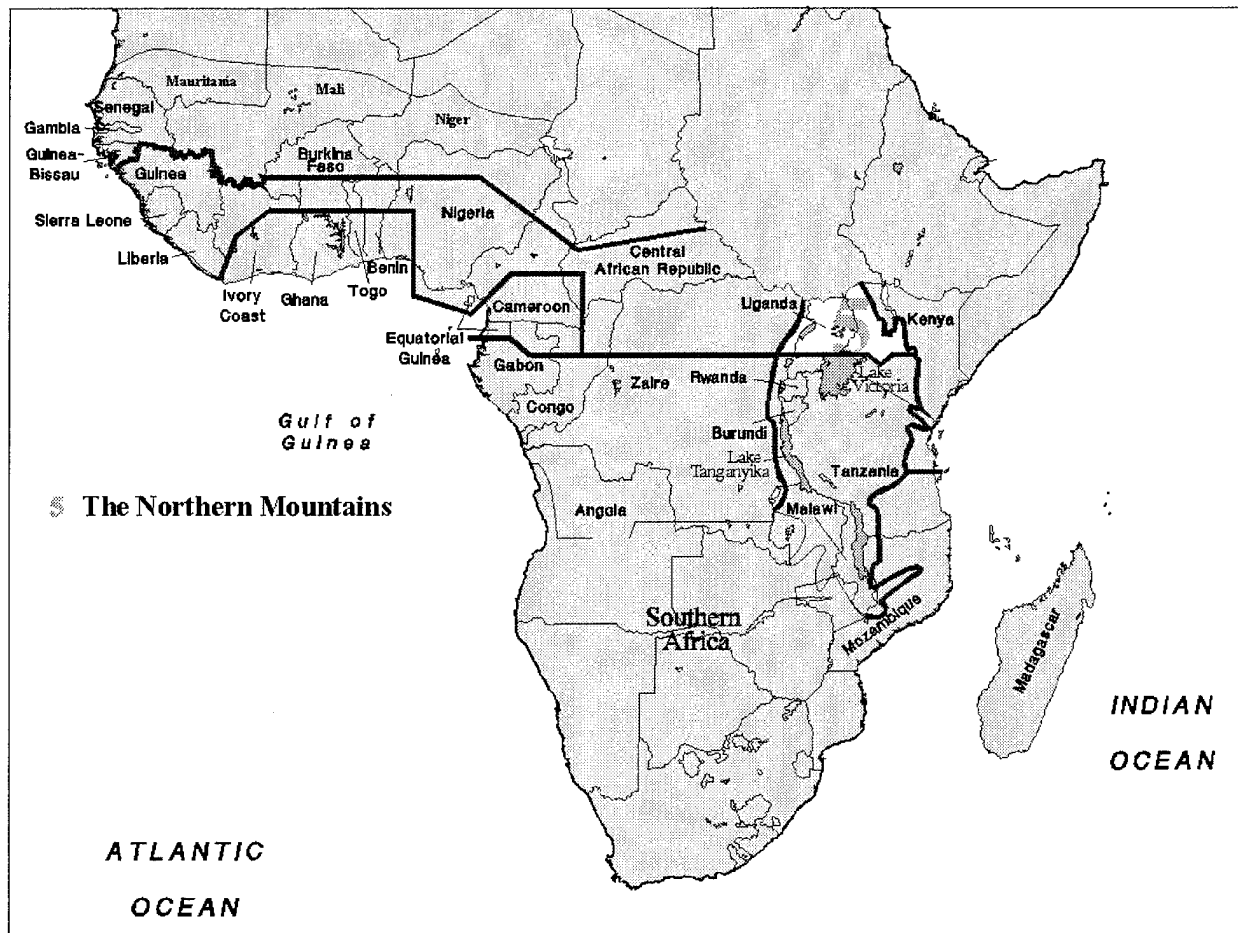 Mauritania
Mali
Niger
Senegal
Gambia
Guinea-
Bissau
Guinea
Burkina
Faso
Nigeria
Sierra Leone
Liberia
Ivory
Coast
Ghana
Togo
Benin
Central
African Republic
Cameroon
Equatorial
Guinea
Gabon
Congo
Zaire
Uganda
5
Kenya
Rwanda
Lake
Victoria
Burundi
Lake
Tanganyika
Tanzania
Gulf of
Guinea
5 The Northern Mountains
Angola
Malawi
Southern
Africa
Mozambique
Madagascar
INDIAN
OCEAN
ATLANTIC
OCEAN